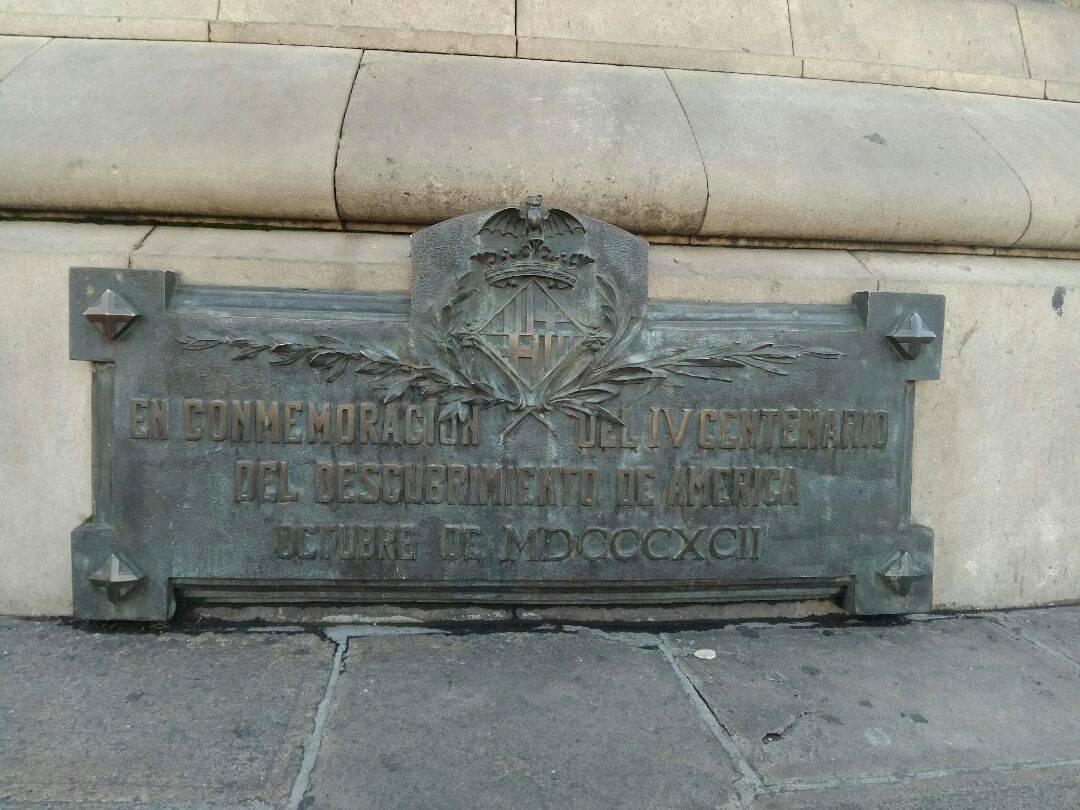 EN CONMEMORACION DEL IV CENTENARIO
DEL DESCUBRIMIENTO DE AMERICA
OCTUBRE DE MDCCCXCII